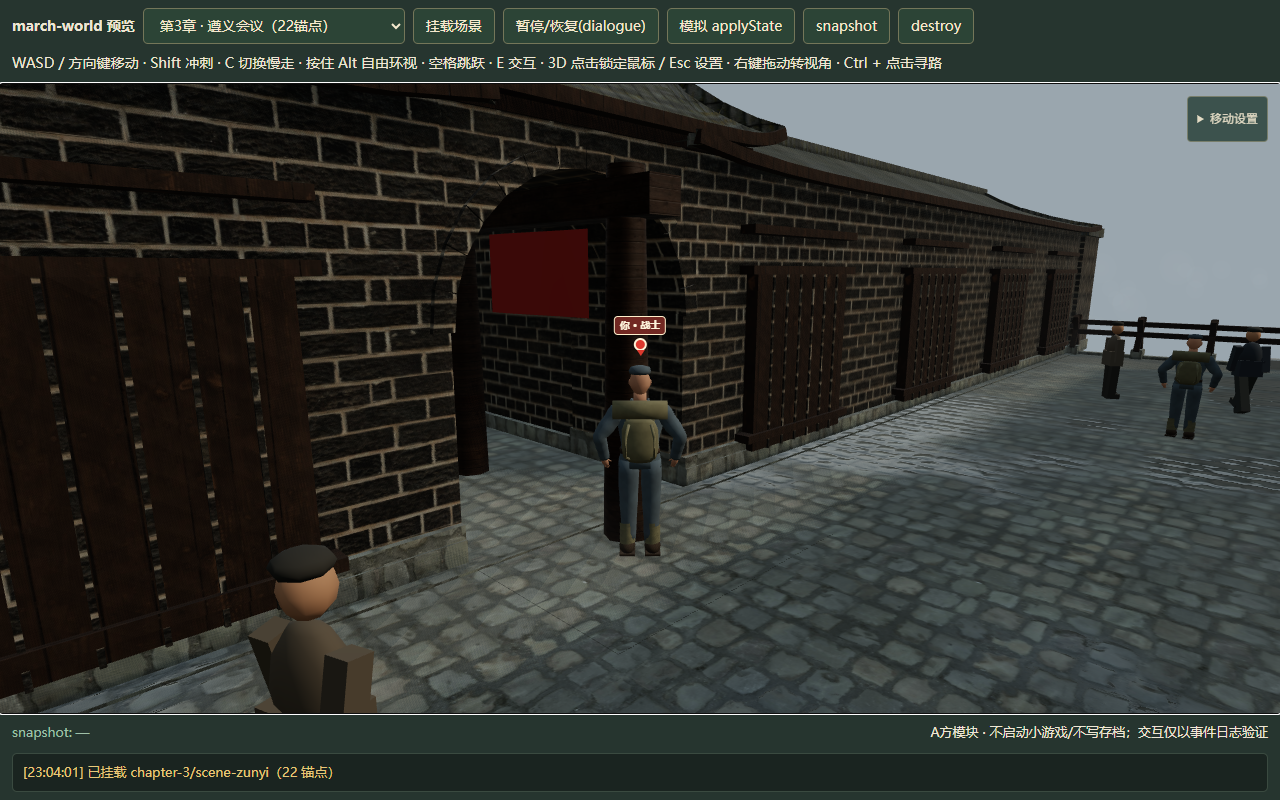 march-world 预览
第3章 · 遵义会议（22锚点）
挂载场景
暂停/恢复(dialogue)
模拟 applyState
snapshot
destroy
WASD / 方向键移动 · Shift 冲刺 · C 切换慢走 · 按住 Alt 自由环视 · 空格跳跃 · E 交互 · 3D 点击锁定鼠标 / Esc 设置 · 右键拖动转视角 · Ctrl + 点击寻路
移动设置
你 · 战士
snapshot: —
A方模块 · 不启动小游戏/不写存档；交互仅以事件日志验证
[23:04:01] 已挂载 chapter-3/scene-zunyi（22 锚点）